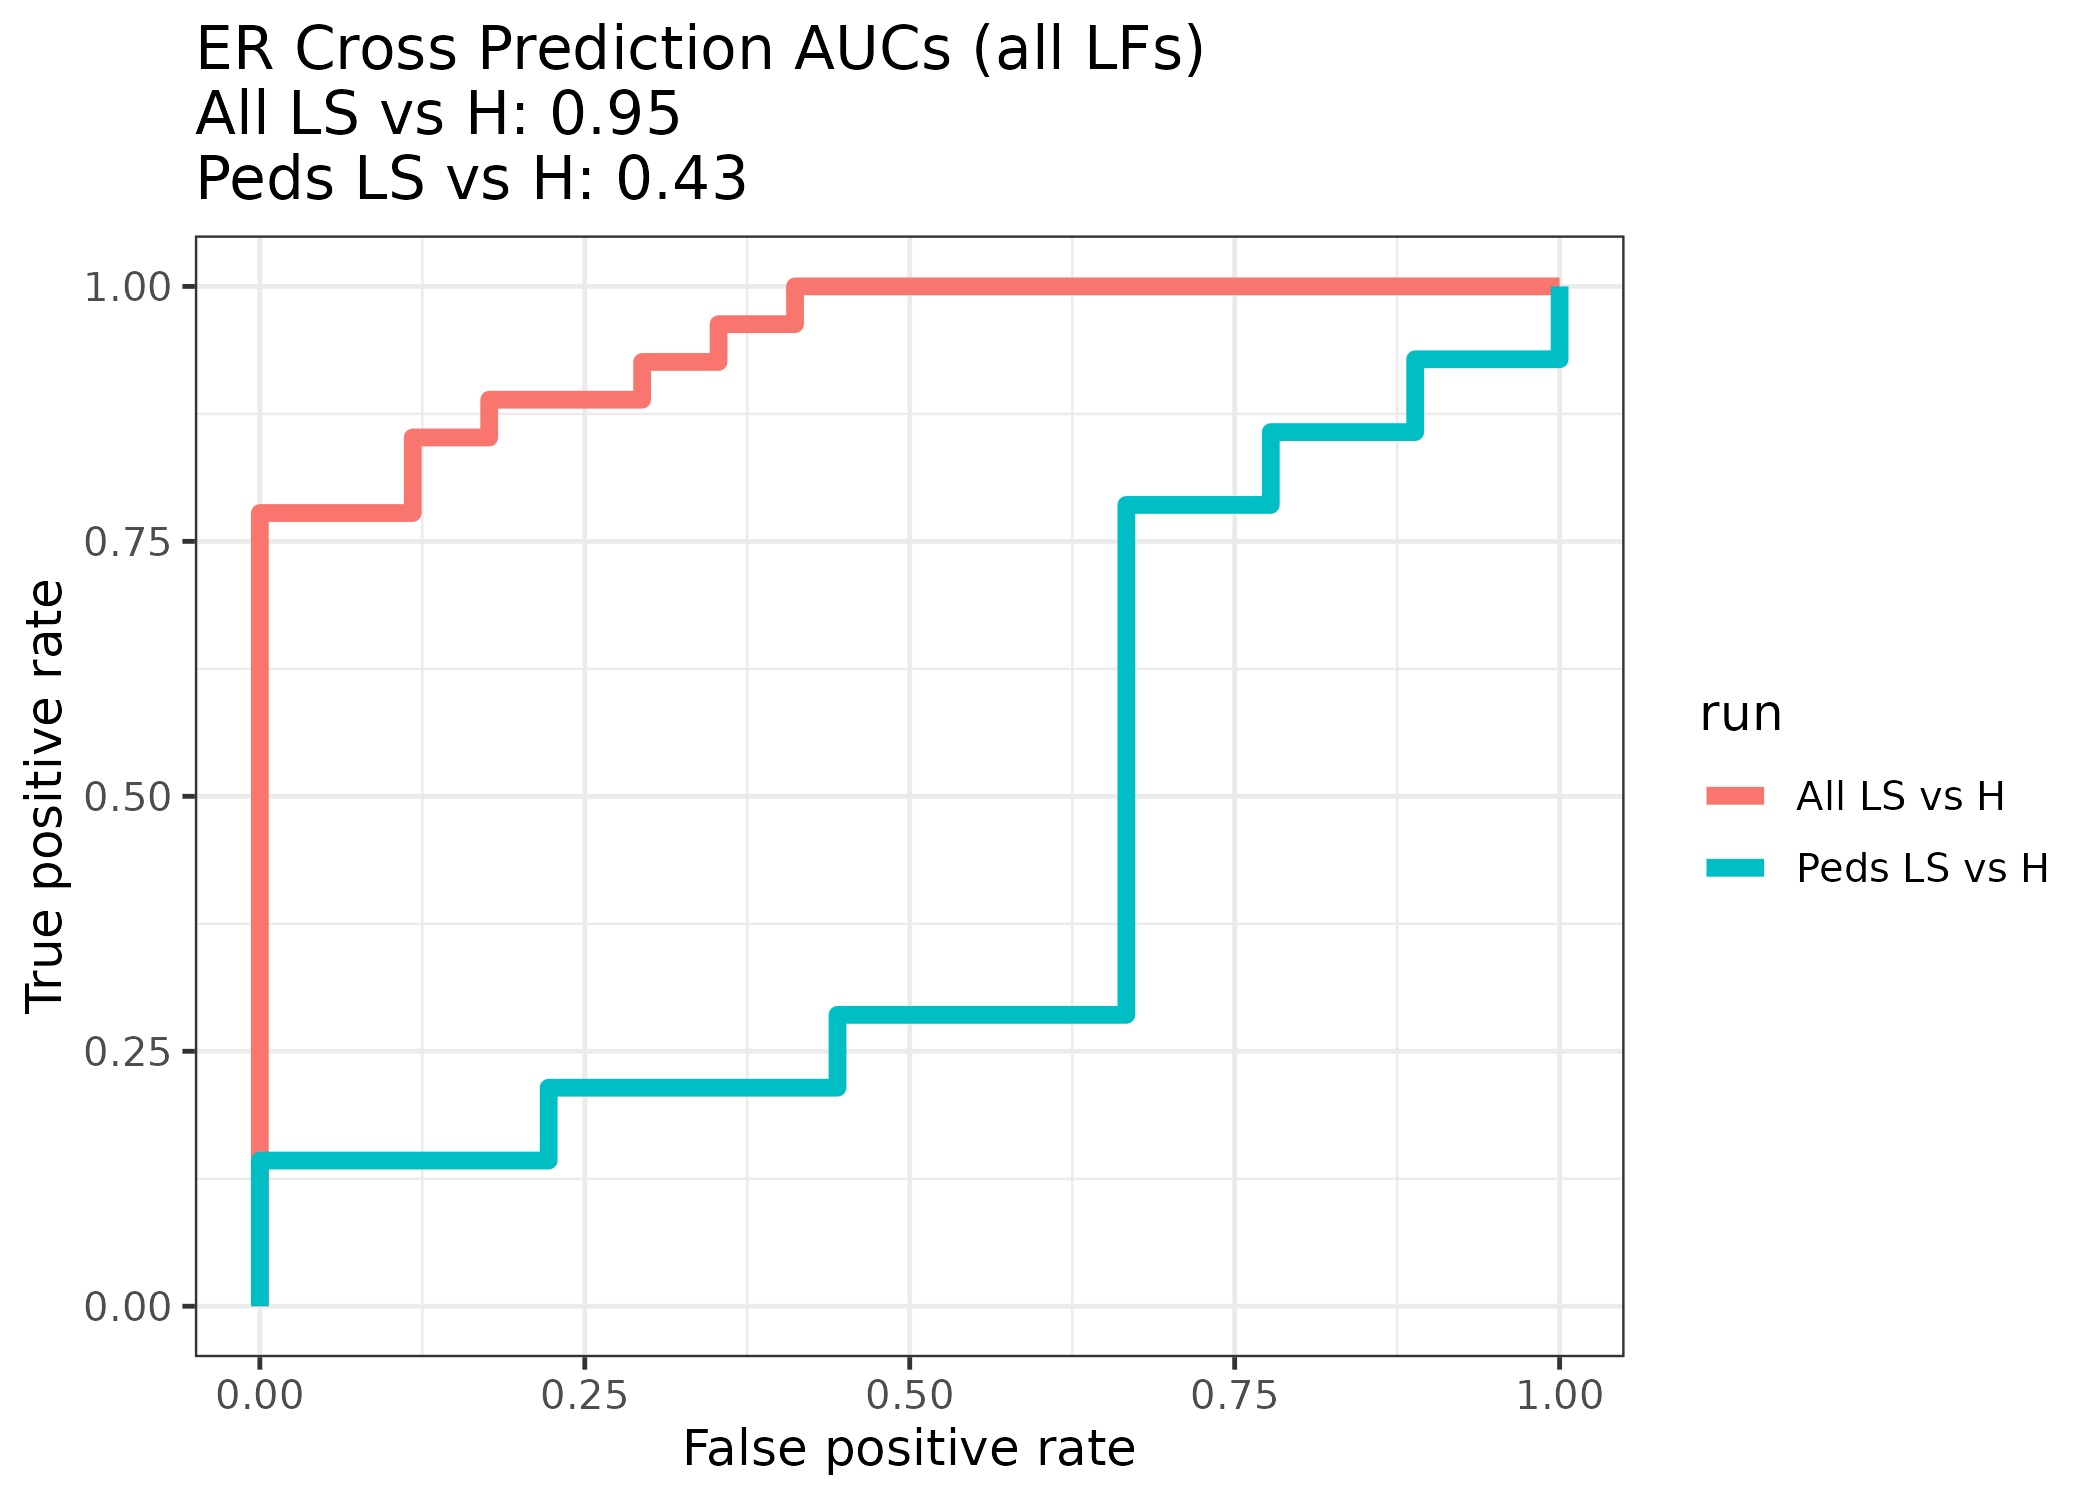 ER Cross Prediction AUCs (all LFs)
All LS vs H: 0.95
Peds LS vs H: 0.43
1.00
0.75
0.50
0.25
0.00
True positive rate
0.00 0.25 0.50 0.75 1.00
False positive rate
run
All LS vs H
Peds LS vs H